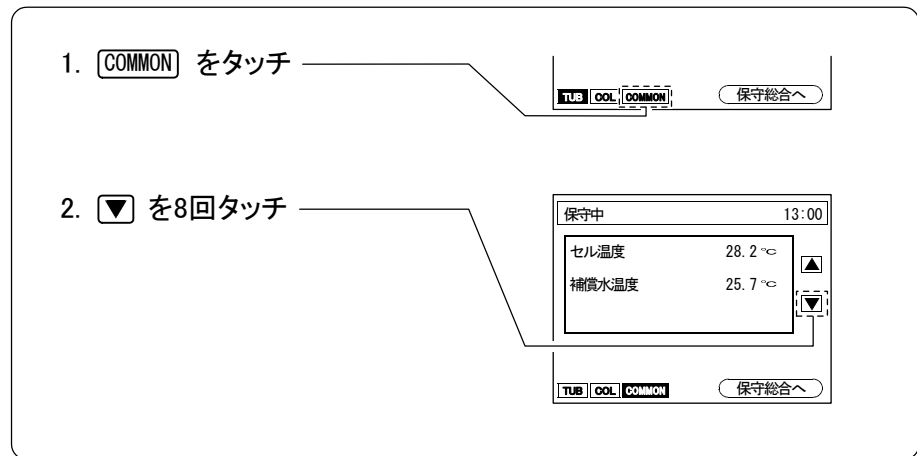 1. COMMON をタッチ
TUB COL COMMON 保守総合へ
2. ▼ を8回タッチ
保守中 13:00
セル温度 28.2℃
補償水温度 25.7℃
▲
▼
TUB COL COMMON 保守総合へ